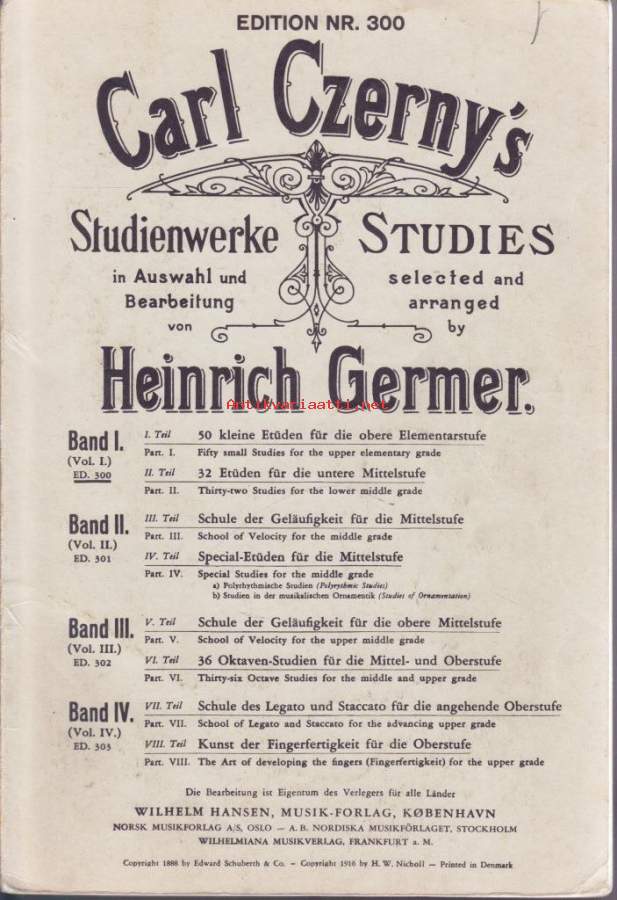 EDITION NR. 300
Carl Czerny's
Studienwerke STUDIES
in Auswahl und selected and
Bearbeitung arranged
von by
Heinrich Germer.
Antikvariaatti.net
Band I. I. Teil 50 kleine Etüden für die obere Elementarstufe
(Vol. I.) Part. I. Fifty small Studies for the upper elementary grade
ED. 300 II. Teil 32 Etüden für die untere Mittelstufe
Part. II. Thirty-two Studies for the lower middle grade
Band II. III. Teil Schule der Geläufigkeit für die Mittelstufe
(Vol. II.) Part. III. School of Velocity for the middle grade
ED. 301 IV. Teil Special-Etüden für die Mittelstufe
Part. IV. Special Studies for the middle grade
a) Polyrhythmische Studien (Polyrythmic Studies)
b) Studien in der musikalischen Ornamentik (Studies of Ornamentation)
Band III. V. Teil Schule der Geläufigkeit für die obere Mittelstufe
(Vol. III.) Part. V. School of Velocity for the upper middle grade
ED. 302 VI. Teil 36 Oktaven-Studien für die Mittel- und Oberstufe
Part. VI. Thirty-six Octave Studies for the middle and upper grade
Band IV. VII. Teil Schule des Legato und Staccato für die angehende Oberstufe
(Vol. IV.) Part. VII. School of Legato and Staccato for the advancing upper grade
ED. 303 VIII. Teil Kunst der Fingerfertigkeit für die Oberstufe
Part. VIII. The Art of developing the fingers (Fingerfertigkeit) for the upper grade
Die Bearbeitung ist Eigentum des Verlegers für alle Länder
WILHELM HANSEN, MUSIK-FORLAG, KØBENHAVN
NORSK MUSIKFORLAG A/S, OSLO – A. B. NORDISKA MUSIKFÖRLAGET, STOCKHOLM
WILHELMIANA MUSIKVERLAG, FRANKFURT a. M.
Copyright 1888 by Edward Schuberth & Co. – Copyright 1916 by H. W. Nicholl – Printed in Denmark